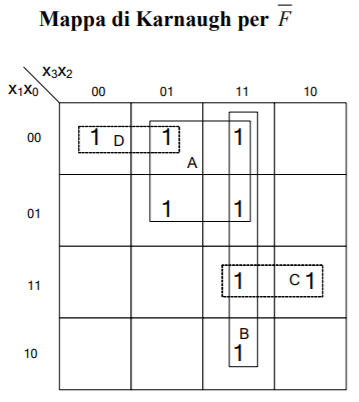 Mappa di Karnaugh per F̅
x₃x₂
x₁x₀
00 01 11 10
00 1 D 1 1
A
01 1 1
11 1 C 1
B
10 1